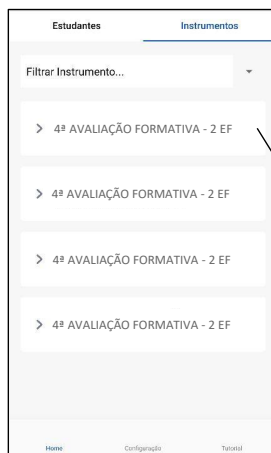 Estudantes Instrumentos
Filtrar Instrumento...
4ª AVALIAÇÃO FORMATIVA - 2 EF
4ª AVALIAÇÃO FORMATIVA - 2 EF
4ª AVALIAÇÃO FORMATIVA - 2 EF
4ª AVALIAÇÃO FORMATIVA - 2 EF
Home Configuração Tutorial